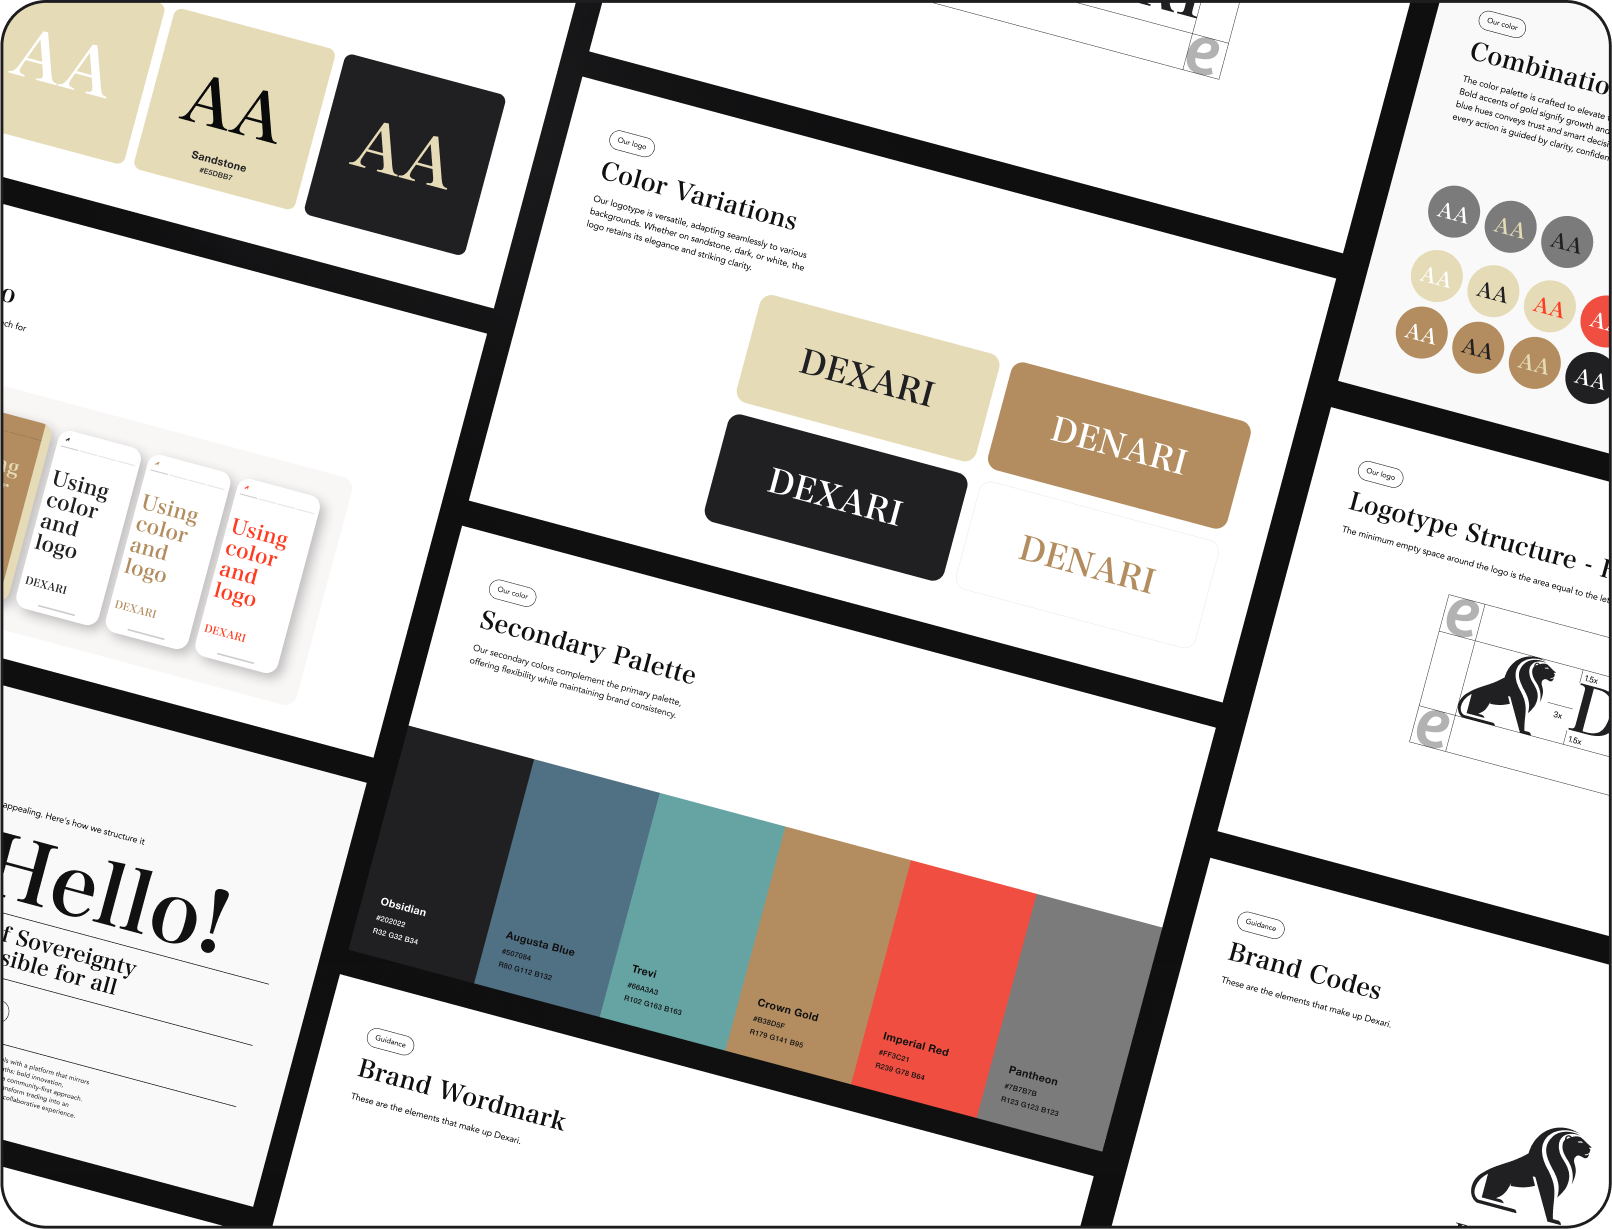 AA
AA
Sandstone
#E5DBB7
AA
e
Our logo
Color Variations
Our logotype is versatile, adapting seamlessly to various
backgrounds. Whether on sandstone, dark, or white, the
logo retains its elegance and striking clarity.
DEXARI
DENARI
DEXARI
DENARI
Our color
Combinatio
The color palette is crafted to elevate
Bold accents of gold signify growth and
blue hues conveys trust and smart decis
every action is guided by clarity, confiden
AA
AA
AA
AA
AA
AA
AA
AA
AA
AA
o
ch for
Using
color
and
logo
DEXARI
Using
color
and
logo
DEXARI
Using
color
and
logo
DEXARI
Our color
Secondary Palette
Our secondary colors complement the primary palette,
offering flexibility while maintaining brand consistency.
Obsidian
#202022
R32 G32 B34
Augusta Blue
#507084
R80 G112 B132
Trevi
#66A3A3
R102 G163 B163
Crown Gold
#B38D5F
R179 G141 B95
Imperial Red
#FF3C21
R239 G78 B64
Pantheon
#7B7B7B
R123 G123 B123
Our logo
Logotype Structure -
The minimum empty space around the logo is the area equal to the let
e
e
1.5x
3x
1.5x
D
appealing. Here's how we structure it
Hello!
f Sovereignty
sible for all
ls with a platform that mirrors
ths: bold innovation,
a community-first approach.
nsform trading into an
collaborative experience.
Guidance
Brand Wordmark
These are the elements that make up Dexari.
Guidance
Brand Codes
These are the elements that make up Dexari.